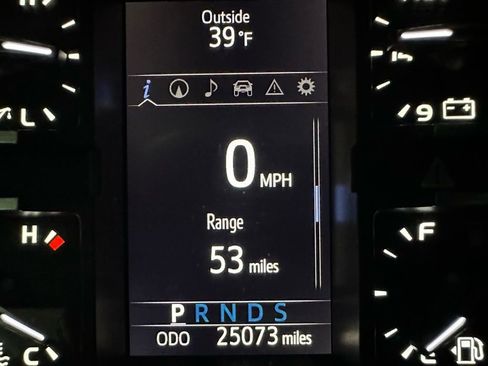 Outside
39 °F
L
i
9
0 MPH
Range
H
F
53 miles
P R N D S
C
ODO 25073 miles